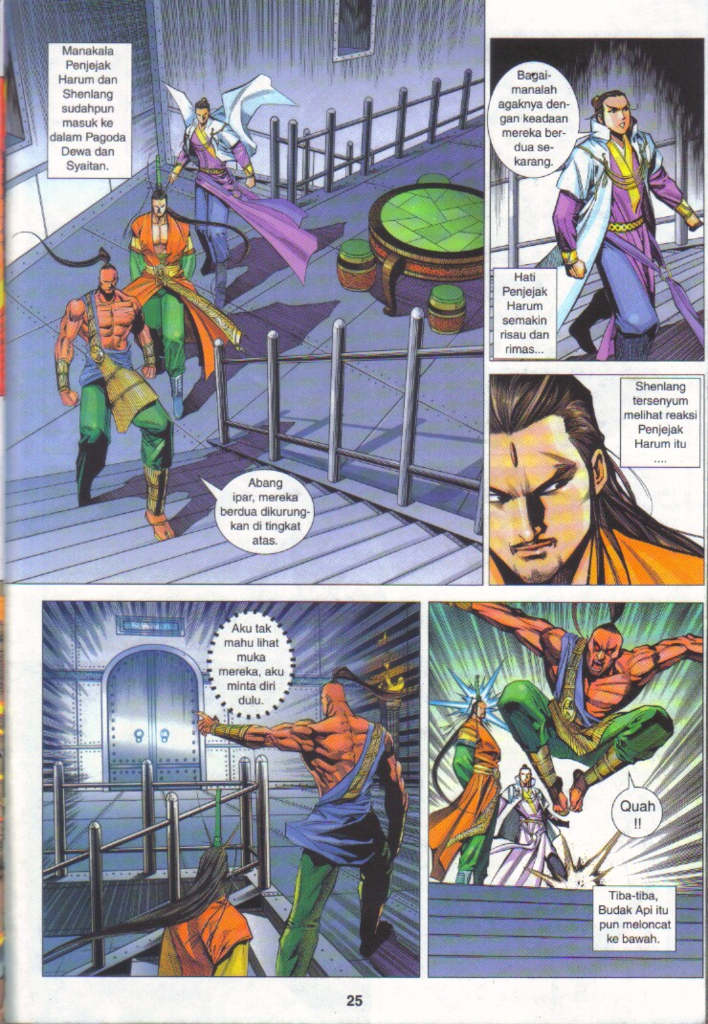 Manakala
Penjejak
Harum dan
Shenlang
sudahpun
masuk ke
dalam Pagoda
Dewa dan
Syaitan.
Bagai-
manalah
agaknya den-
gan keadaan
mereka ber-
dua se-
karang.
Hati
Penjejak
Harum
semakin
risau dan
rimas...
Shenlang
tersenyum
melihat reaksi
Penjejak
Harum itu
....
Abang
ipar, mereka
berdua dikurung-
kan di tingkat
atas.
Aku tak
mahu lihat
muka
mereka, aku
minta diri
dulu.
Quah
!!
Tiba-tiba,
Budak Api itu
pun meloncat
ke bawah.
25